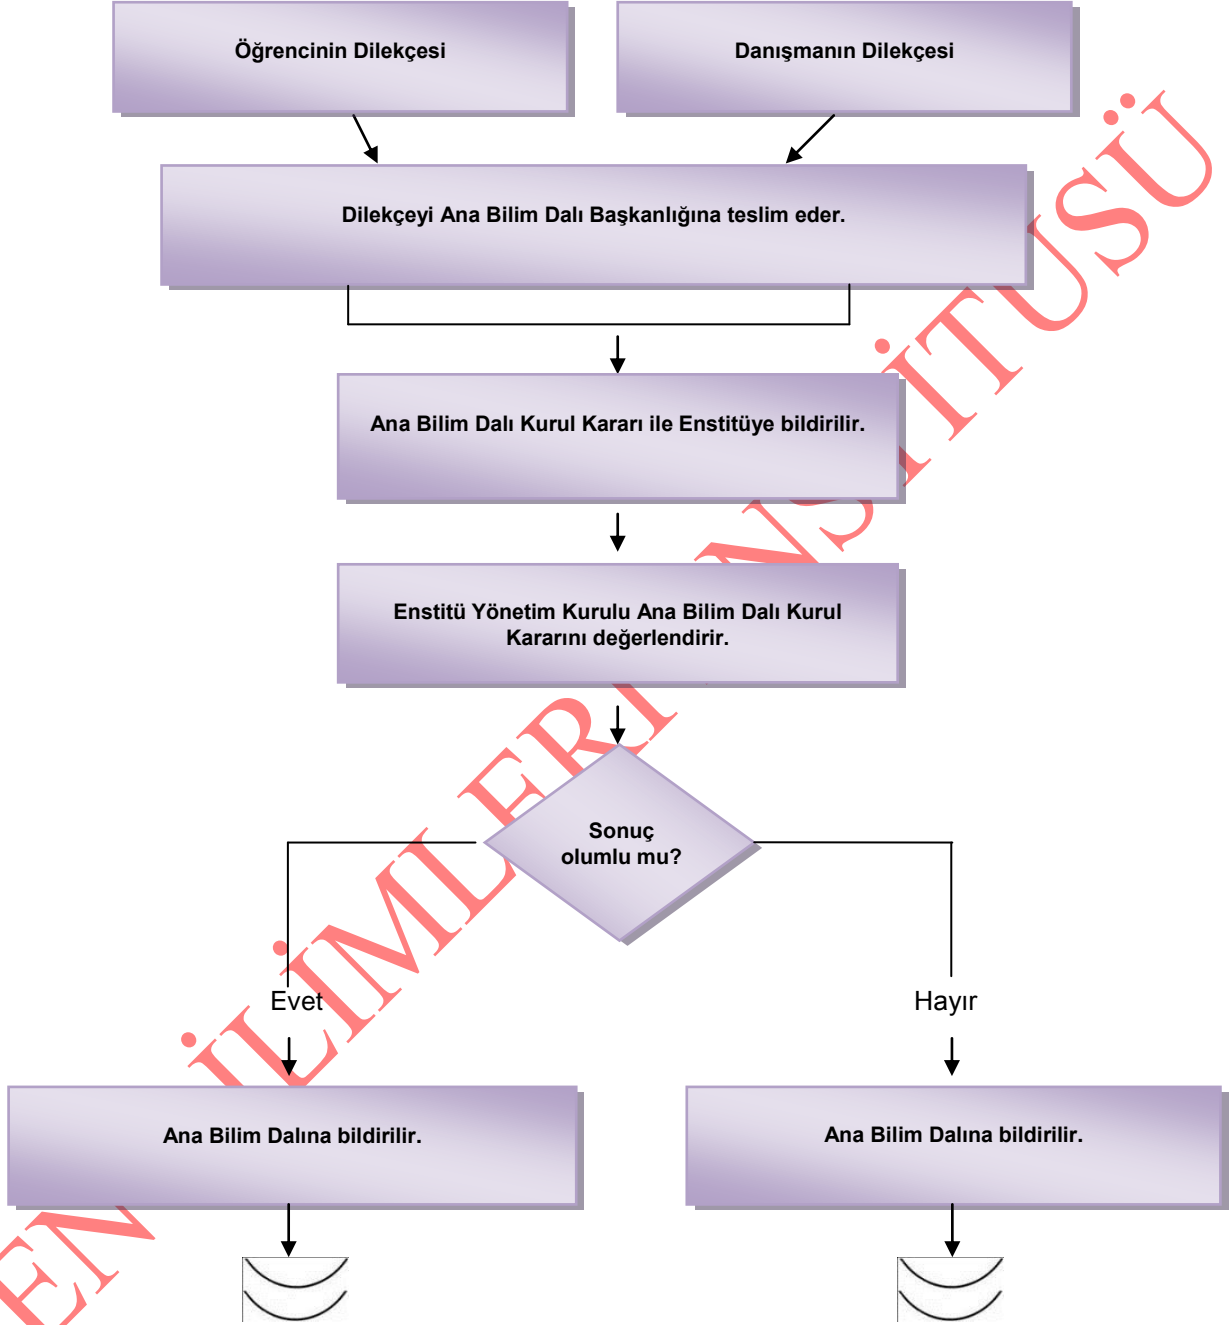 Öğrencinin Dilekçesi
Danışmanın Dilekçesi
Dilekçeyi Ana Bilim Dalı Başkanlığına teslim eder.
Ana Bilim Dalı Kurul Kararı ile Enstitüye bildirilir.
Enstitü Yönetim Kurulu Ana Bilim Dalı Kurul
Kararını değerlendirir.
Sonuç
olumlu mu?
Evet
Hayır
Ana Bilim Dalına bildirilir.
Ana Bilim Dalına bildirilir.